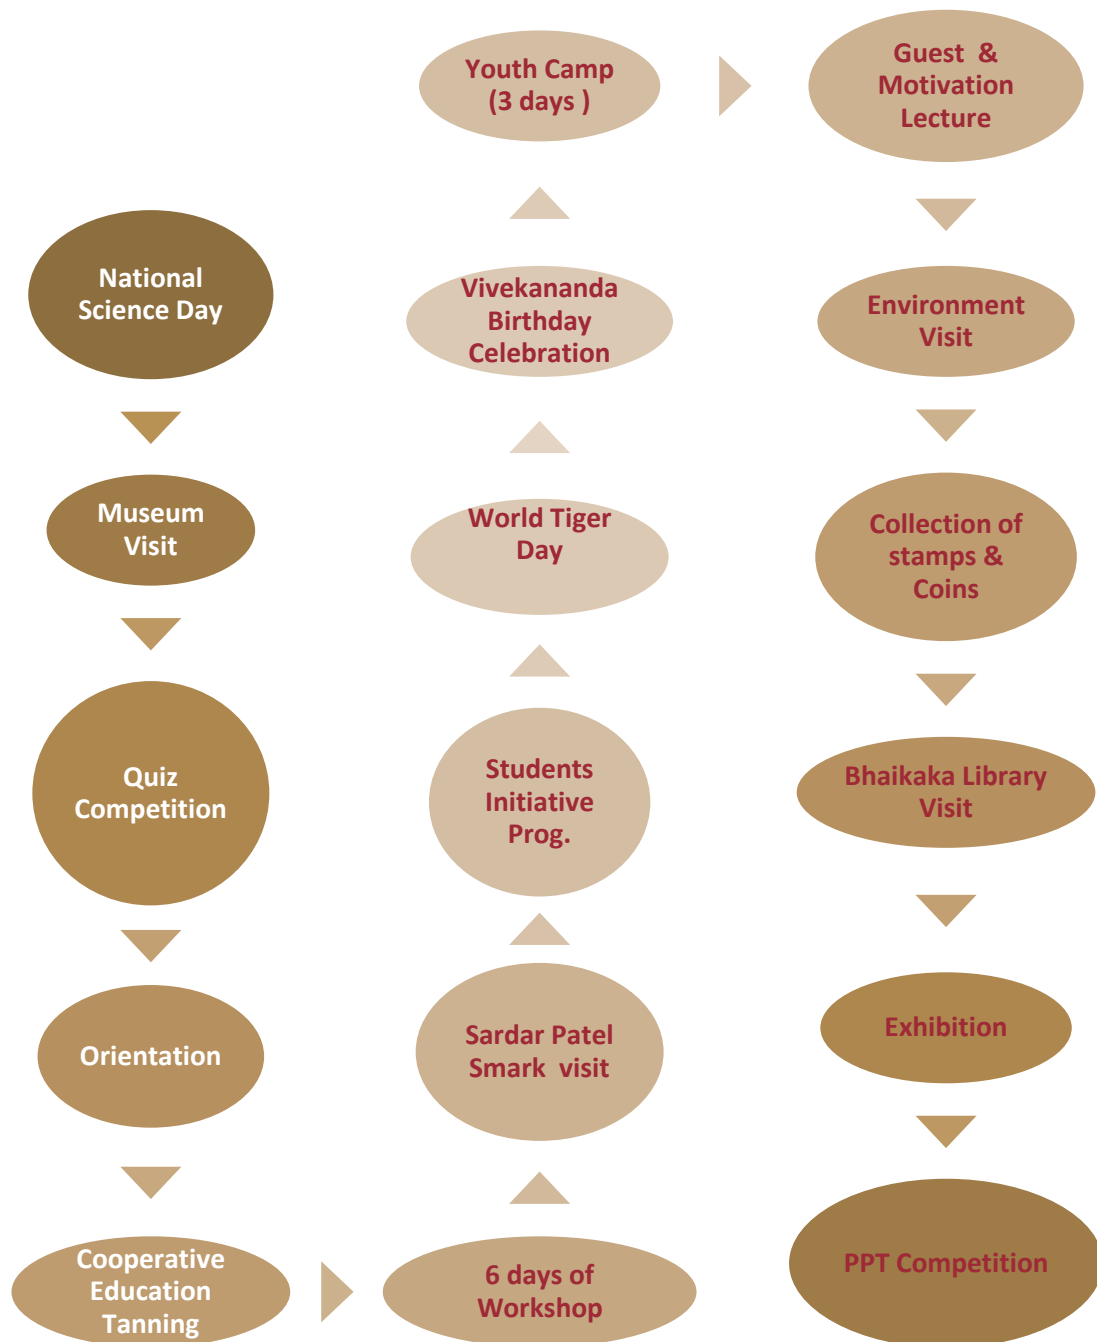 National
Science Day
Museum
Visit
Quiz
Competition
Orientation
Cooperative
Education
Tanning
6 days of
Workshop
Sardar Patel
Smark visit
Students
Initiative
Prog.
World Tiger
Day
Vivekananda
Birthday
Celebration
Youth Camp
(3 days )
Guest &
Motivation
Lecture
Environment
Visit
Collection of
stamps &
Coins
Bhaikaka Library
Visit
Exhibition
PPT Competition